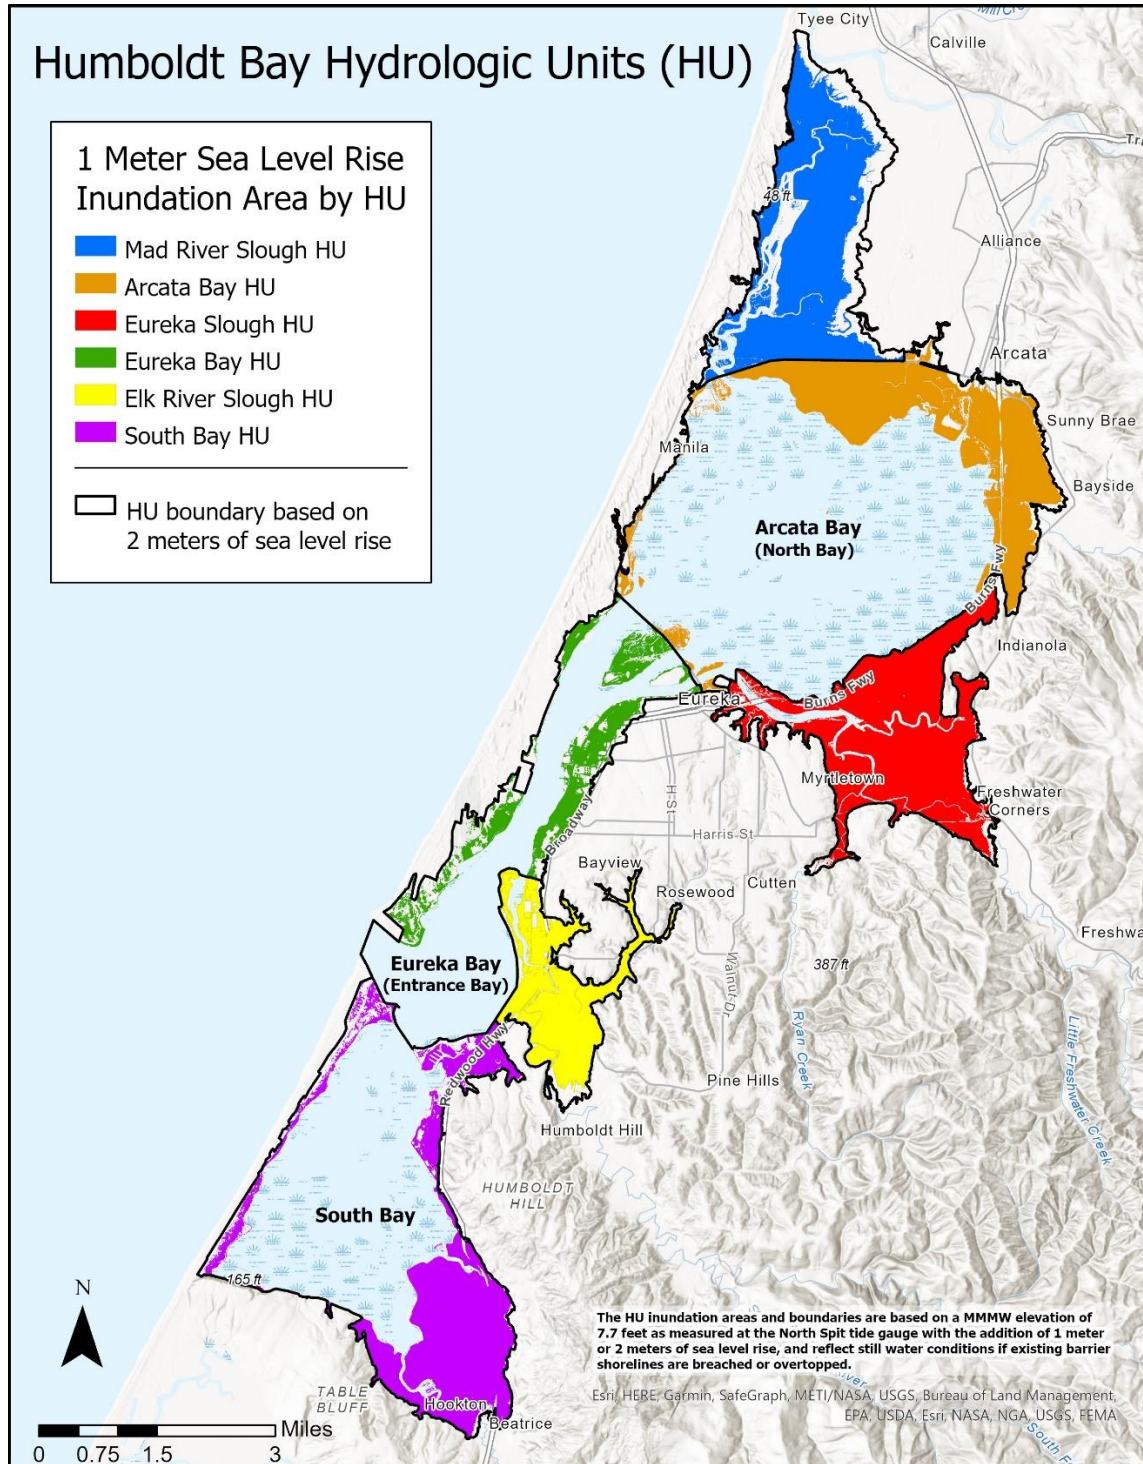 Humboldt Bay Hydrologic Units (HU)
1 Meter Sea Level Rise
Inundation Area by HU
Mad River Slough HU
Arcata Bay HU
Eureka Slough HU
Eureka Bay HU
Elk River Slough HU
South Bay HU
HU boundary based on
2 meters of sea level rise
Tyee City
Mill Cr
Calville
Tri
48 ft
Alliance
Arcata
Sunny Brae
Manila
Bayside
Arcata Bay
(North Bay)
Burns Fwy
Indianola
Eureka
Burns Fwy
Myrtletown
Freshwater
Corners
H St
Harris St
Broadway
Bayview
Rosewood
Cutten
Freshwa
Walnut Dr
387 ft
Eureka Bay
(Entrance Bay)
Ryan Creek
Little Freshwater Creek
Redwood Hwy
Pine Hills
Humboldt Hill
HUMBOLDT
HILL
South Bay
165 ft
N
The HU inundation areas and boundaries are based on a MMMW elevation of
7.7 feet as measured at the North Spit tide gauge with the addition of 1 meter
or 2 meters of sea level rise, and reflect still water conditions if existing barrier
shorelines are breached or overtopped.
River
Esri, HERE, Garmin, SafeGraph, METI/NASA, USGS, Bureau of Land Management,
EPA, USDA, Esri, NASA, NGA, USGS, FEMA
TABLE
BLUFF
Hookton
Beatrice
South F
Miles
0 0.75 1.5 3